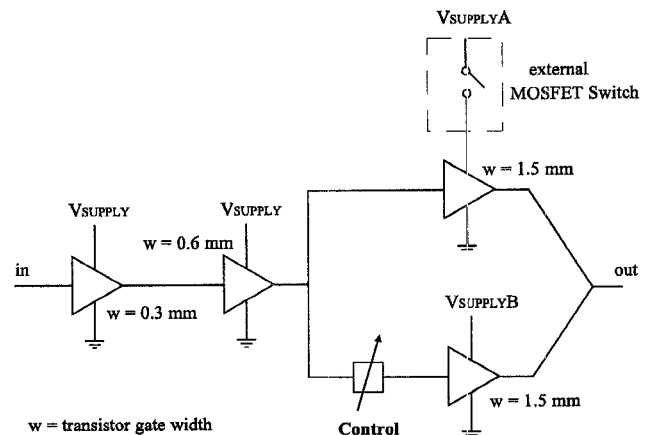 VSUPPLYA
external
MOSFET Switch
w = 1.5 mm
VSUPPLY
VSUPPLY
w = 0.6 mm
in
out
w = 0.3 mm
VSUPPLYB
w = 1.5 mm
w = transistor gate width
Control